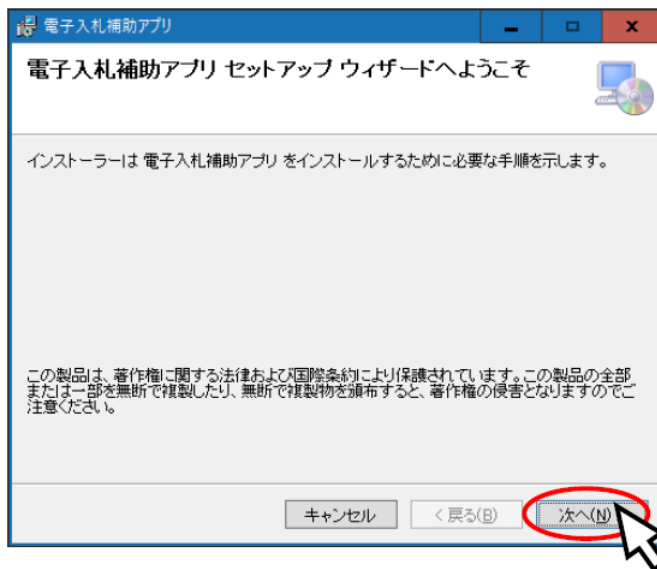 電子入札補助アプリ
電子入札補助アプリ セットアップ ウィザードへようこそ
インストーラーは 電子入札補助アプリ をインストールするために必要な手順を示します。
この製品は、著作権に関する法律および国際条約により保護されています。この製品の全部
または一部を無断で複製したり、無断で複製物を頒布すると、著作権の侵害となりますのでご
注意ください。
キャンセル
< 戻る(B)
次へ(N)